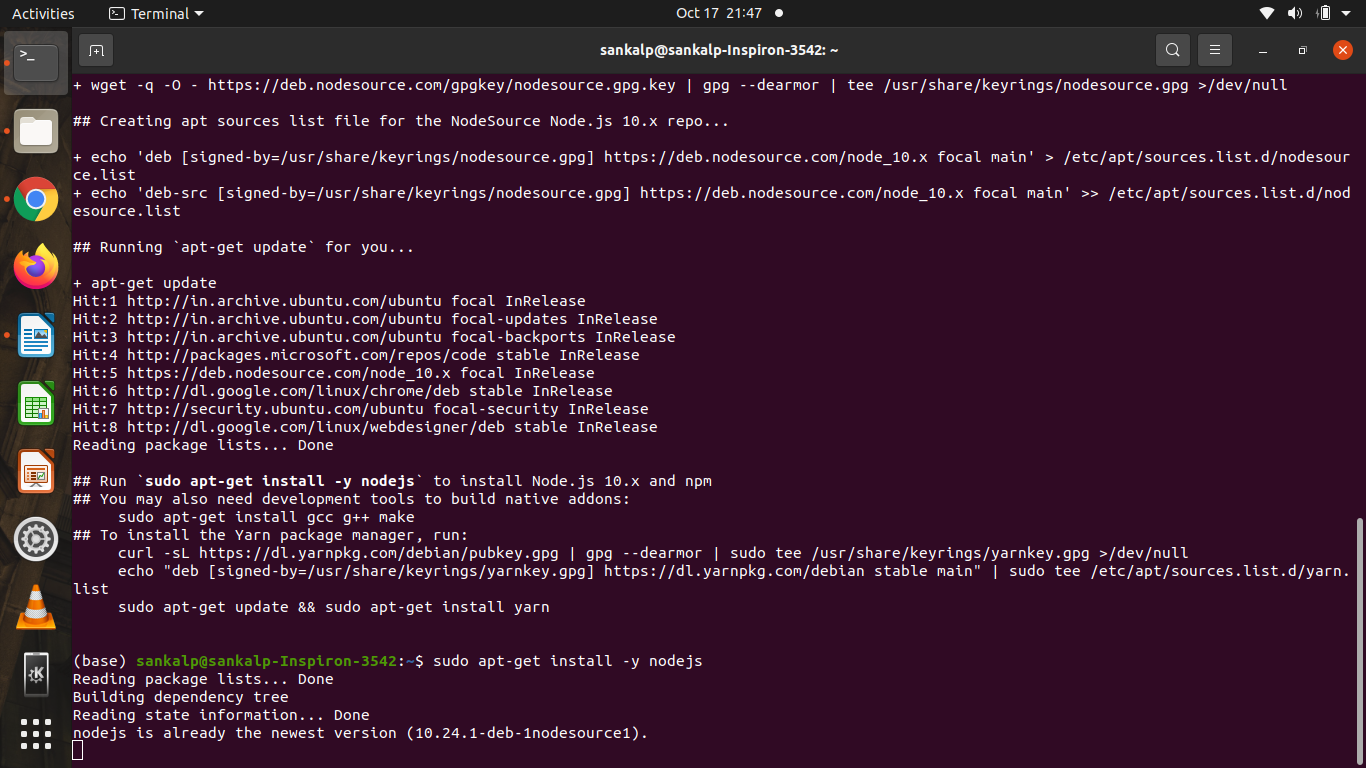 Activities
Terminal
Oct 17 21:47
sankalp@sankalp-Inspiron-3542: ~
+ wget -q -O - https://deb.nodesource.com/gpgkey/nodesource.gpg.key | gpg --dearmor | tee /usr/share/keyrings/nodesource.gpg >/dev/null
## Creating apt sources list file for the NodeSource Node.js 10.x repo...
+ echo 'deb [signed-by=/usr/share/keyrings/nodesource.gpg] https://deb.nodesource.com/node_10.x focal main' > /etc/apt/sources.list.d/nodesour
ce.list
+ echo 'deb-src [signed-by=/usr/share/keyrings/nodesource.gpg] https://deb.nodesource.com/node_10.x focal main' >> /etc/apt/sources.list.d/nod
esource.list
## Running `apt-get update` for you...
+ apt-get update
Hit:1 http://in.archive.ubuntu.com/ubuntu focal InRelease
Hit:2 http://in.archive.ubuntu.com/ubuntu focal-updates InRelease
Hit:3 http://in.archive.ubuntu.com/ubuntu focal-backports InRelease
Hit:4 http://packages.microsoft.com/repos/code stable InRelease
Hit:5 https://deb.nodesource.com/node_10.x focal InRelease
Hit:6 http://dl.google.com/linux/chrome/deb stable InRelease
Hit:7 http://security.ubuntu.com/ubuntu focal-security InRelease
Hit:8 http://dl.google.com/linux/webdesigner/deb stable InRelease
Reading package lists... Done
## Run `sudo apt-get install -y nodejs` to install Node.js 10.x and npm
## You may also need development tools to build native addons:
sudo apt-get install gcc g++ make
## To install the Yarn package manager, run:
curl -sL https://dl.yarnpkg.com/debian/pubkey.gpg | gpg --dearmor | sudo tee /usr/share/keyrings/yarnkey.gpg >/dev/null
echo "deb [signed-by=/usr/share/keyrings/yarnkey.gpg] https://dl.yarnpkg.com/debian stable main" | sudo tee /etc/apt/sources.list.d/yarn.
list
sudo apt-get update && sudo apt-get install yarn
(base) sankalp@sankalp-Inspiron-3542:~$ sudo apt-get install -y nodejs
Reading package lists... Done
Building dependency tree
Reading state information... Done
nodejs is already the newest version (10.24.1-deb-1nodesource1).